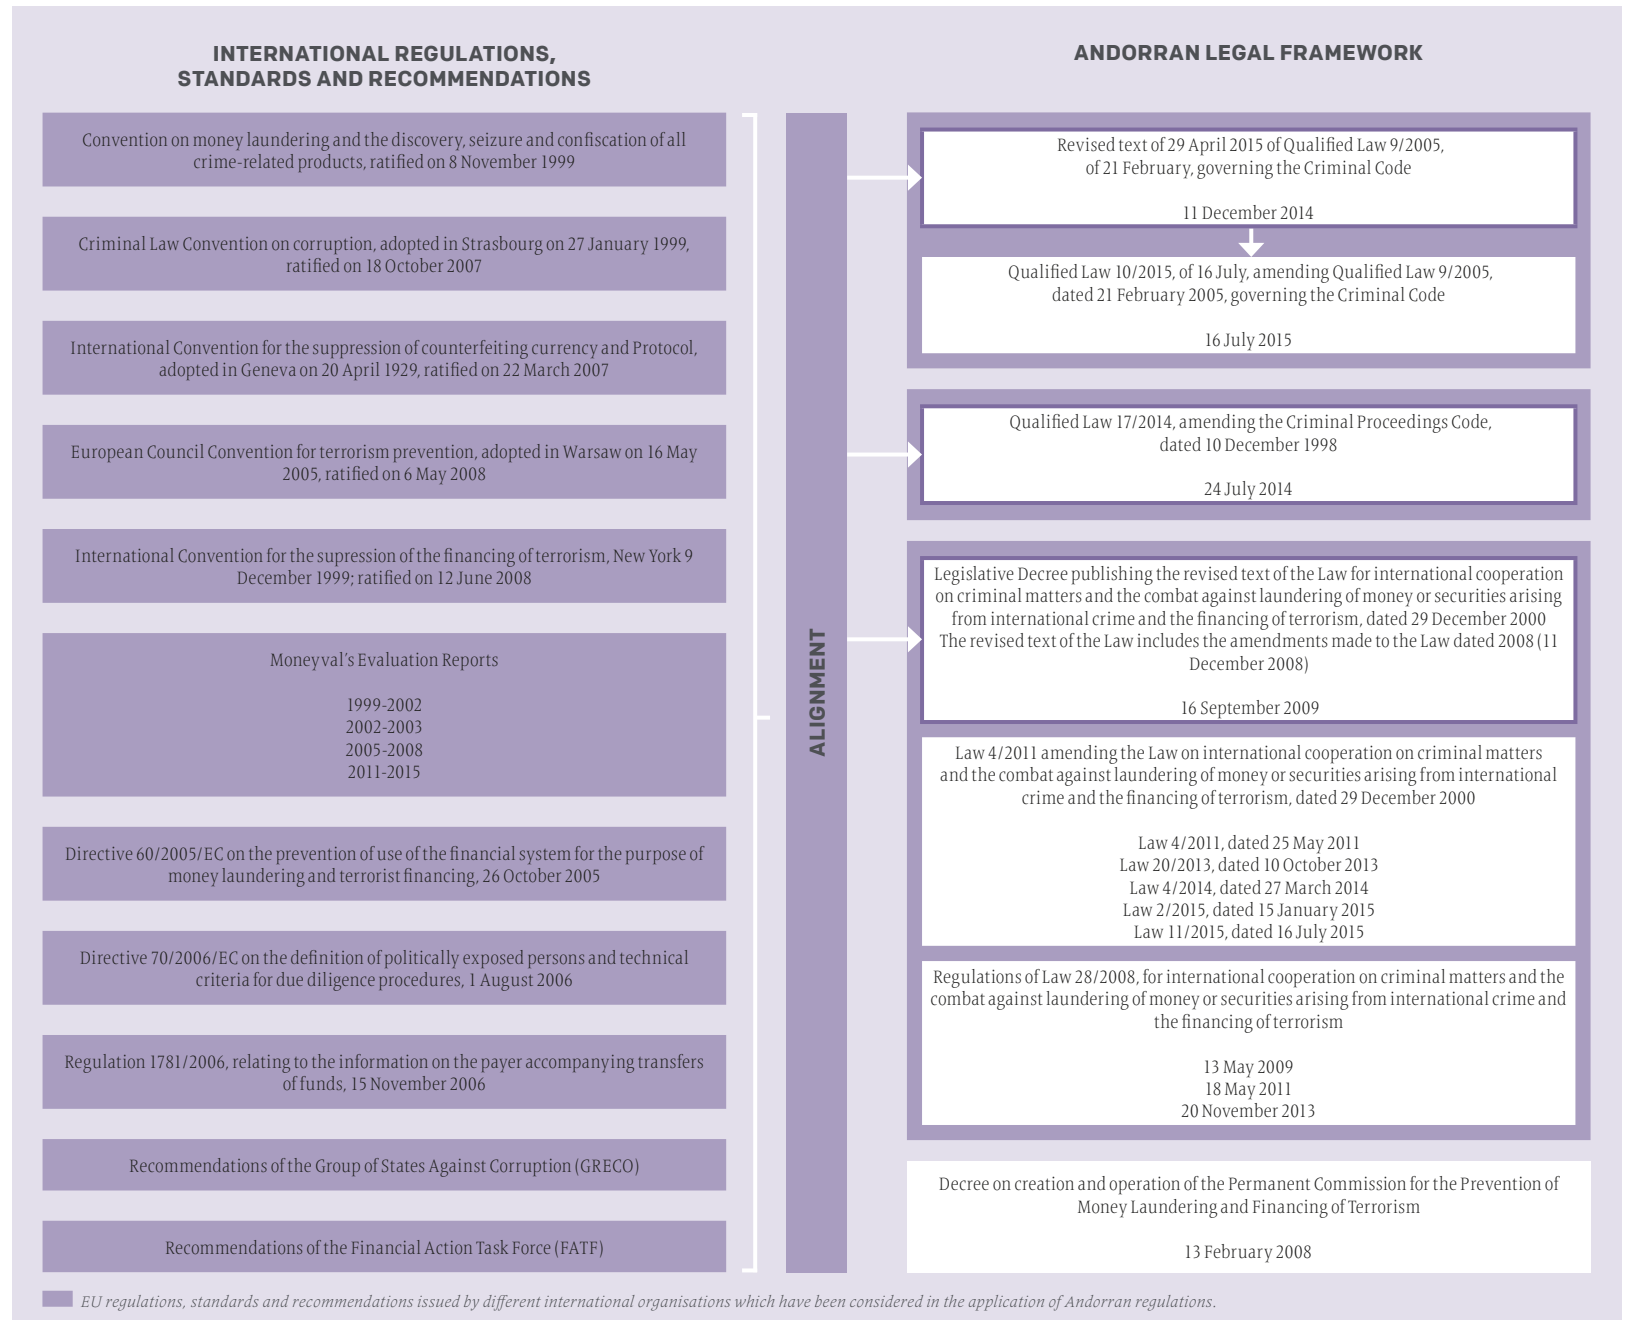 INTERNATIONAL REGULATIONS,
STANDARDS AND RECOMMENDATIONS
Convention on money laundering and the discovery, seizure and confiscation of all
crime-related products, ratified on 8 November 1999
Criminal Law Convention on corruption, adopted in Strasbourg on 27 January 1999,
ratified on 18 October 2007
International Convention for the suppression of counterfeiting currency and Protocol,
adopted in Geneva on 20 April 1929, ratified on 22 March 2007
European Council Convention for terrorism prevention, adopted in Warsaw on 16 May
2005, ratified on 6 May 2008
International Convention for the supression of the financing of terrorism, New York 9
December 1999; ratified on 12 June 2008
Moneyval's Evaluation Reports
1999-2002
2002-2003
2005-2008
2011-2015
Directive 60/2005/EC on the prevention of use of the financial system for the purpose of
money laundering and terrorist financing, 26 October 2005
Directive 70/2006/EC on the definition of politically exposed persons and technical
criteria for due diligence procedures, 1 August 2006
Regulation 1781/2006, relating to the information on the payer accompanying transfers
of funds, 15 November 2006
Recommendations of the Group of States Against Corruption (GRECO)
Recommendations of the Financial Action Task Force (FATF)
ALIGNMENT
ANDORRAN LEGAL FRAMEWORK
Revised text of 29 April 2015 of Qualified Law 9/2005,
of 21 February, governing the Criminal Code
11 December 2014
Qualified Law 10/2015, of 16 July, amending Qualified Law 9/2005,
dated 21 February 2005, governing the Criminal Code
16 July 2015
Qualified Law 17/2014, amending the Criminal Proceedings Code,
dated 10 December 1998
24 July 2014
Legislative Decree publishing the revised text of the Law for international cooperation
on criminal matters and the combat against laundering of money or securities arising
from international crime and the financing of terrorism, dated 29 December 2000
The revised text of the Law includes the amendments made to the Law dated 2008 (11
December 2008)
16 September 2009
Law 4/2011 amending the Law on international cooperation on criminal matters
and the combat against laundering of money or securities arising from international
crime and the financing of terrorism, dated 29 December 2000
Law 4/2011, dated 25 May 2011
Law 20/2013, dated 10 October 2013
Law 4/2014, dated 27 March 2014
Law 2/2015, dated 15 January 2015
Law 11/2015, dated 16 July 2015
Regulations of Law 28/2008, for international cooperation on criminal matters and the
combat against laundering of money or securities arising from international crime and
the financing of terrorism
13 May 2009
18 May 2011
20 November 2013
Decree on creation and operation of the Permanent Commission for the Prevention of
Money Laundering and Financing of Terrorism
13 February 2008
EU regulations, standards and recommendations issued by different international organisations which have been considered in the application of Andorran regulations.